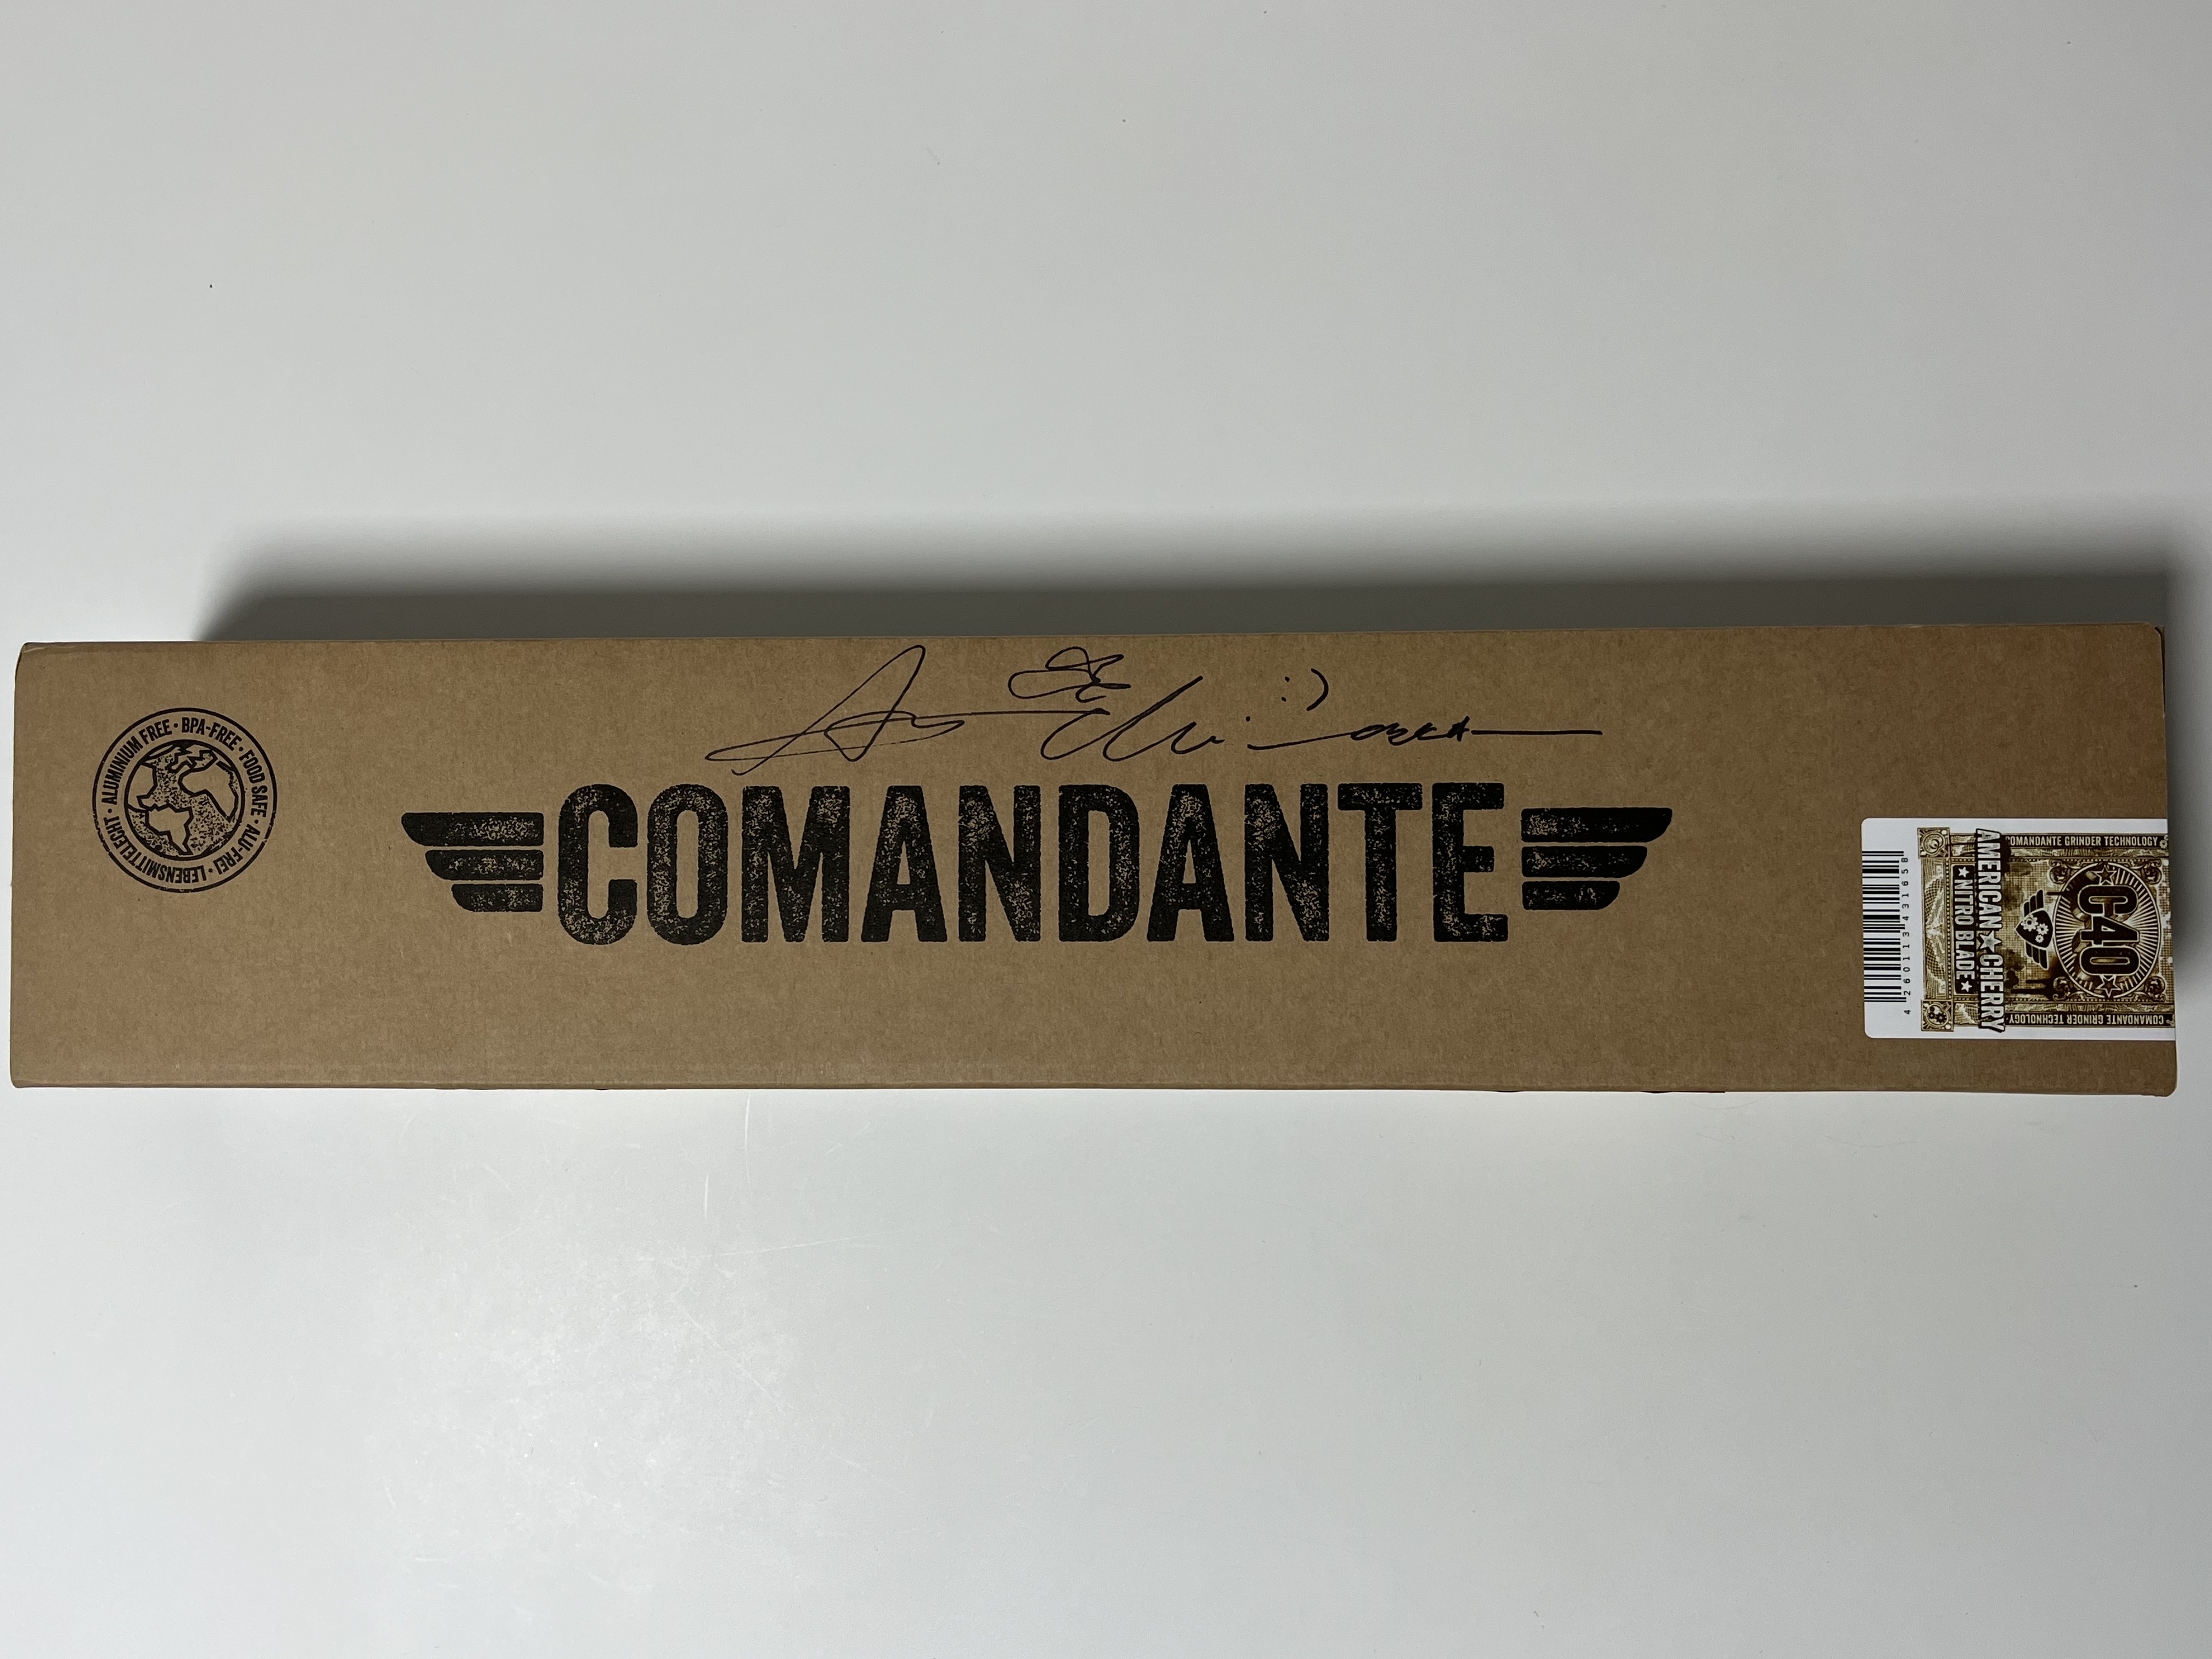 ALUMINIUM FREE • BPA-FREE • FOOD SAFE • ALU-FREI • LEBENSMITTELECHT •
:)
COMANDANTE
COMANDANTE GRINDER TECHNOLOGY
C40
AMERICAN★CHERRY
★NITRO BLADE★
COMANDANTE GRINDER TECHNOLOGY
4260113431658